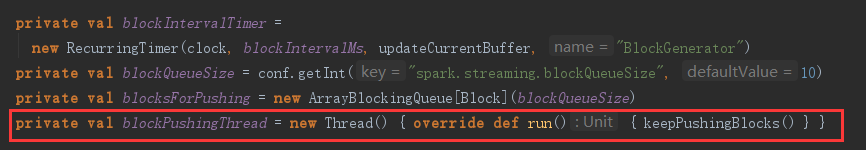 private val blockIntervalTimer =
new RecurringTimer(clock, blockIntervalMs, updateCurrentBuffer, name = "BlockGenerator")
private val blockQueueSize = conf.getInt( key = "spark.streaming.blockQueueSize", defaultValue = 10)
private val blocksForPushing = new ArrayBlockingQueue[Block](blockQueueSize)
private val blockPushingThread = new Thread() { override def run() : Unit { keepPushingBlocks() } }